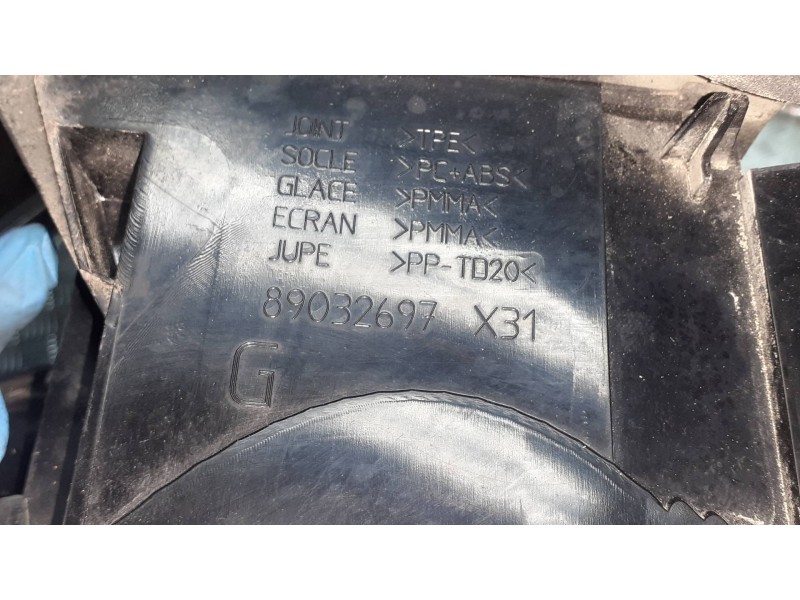 JOINT >TPE<
SOCLE >PC+ABS<
GLACE >PMMA<
ECRAN >PMMA<
JUPE >PP-TD20<
89032697 X31
G